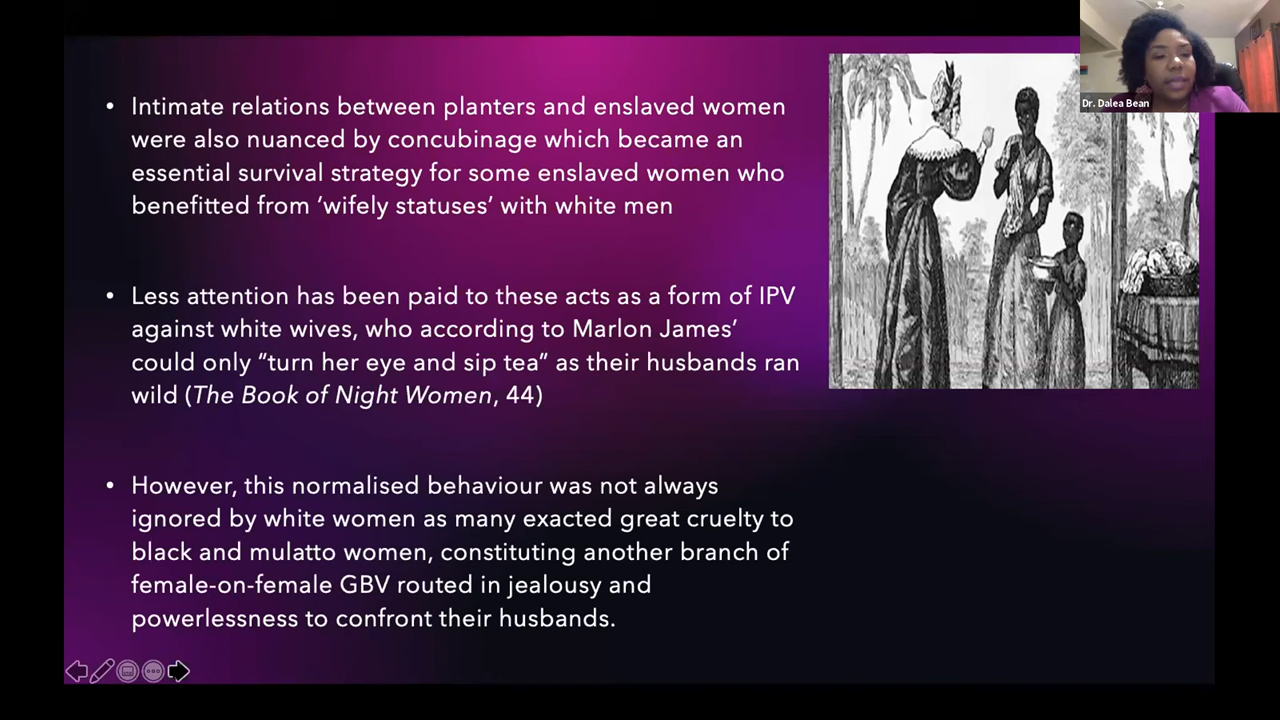 • Intimate relations between planters and enslaved women
were also nuanced by concubinage which became an
essential survival strategy for some enslaved women who
benefitted from ‘wifely statuses’ with white men
• Less attention has been paid to these acts as a form of IPV
against white wives, who according to Marlon James’
could only “turn her eye and sip tea” as their husbands ran
wild (The Book of Night Women, 44)
• However, this normalised behaviour was not always
ignored by white women as many exacted great cruelty to
black and mulatto women, constituting another branch of
female-on-female GBV routed in jealousy and
powerlessness to confront their husbands.
Dr. Dalea Bean